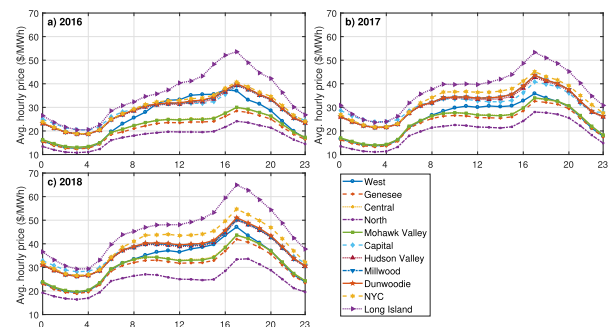 a) 2016
Avg. hourly price ($/MWh)
70
60
50
40
30
20
10
0 4 8 12 16 20 23
b) 2017
Avg. hourly price ($/MWh)
70
60
50
40
30
20
10
0 4 8 12 16 20 23
c) 2018
Avg. hourly price ($/MWh)
70
60
50
40
30
20
10
0 4 8 12 16 20 23
West
Genesee
Central
North
Mohawk Valley
Capital
Hudson Valley
Millwood
Dunwoodie
NYC
Long Island